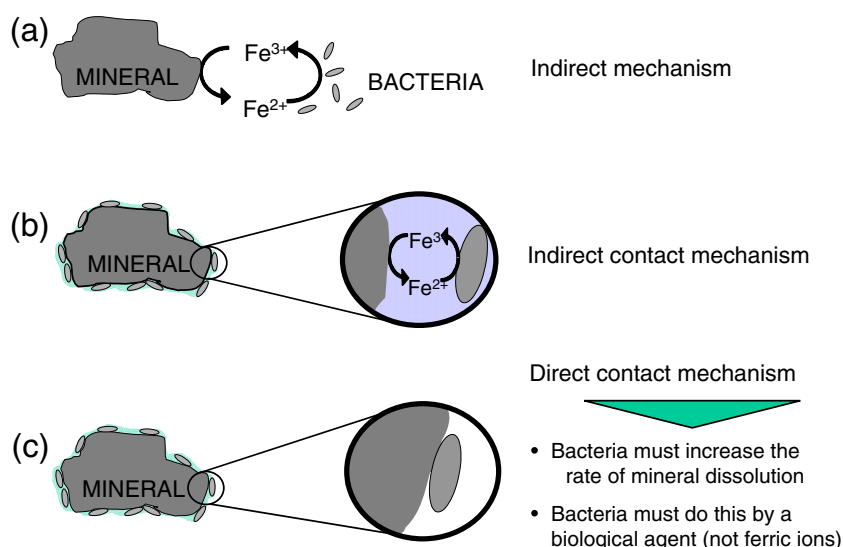 (a)
MINERAL
Fe3+
Fe2+
BACTERIA
Indirect mechanism
(b)
MINERAL
Fe3
Fe2+
Indirect contact mechanism
(c)
MINERAL
Direct contact mechanism
• Bacteria must increase the
rate of mineral dissolution
• Bacteria must do this by a
biological agent (not ferric ions)